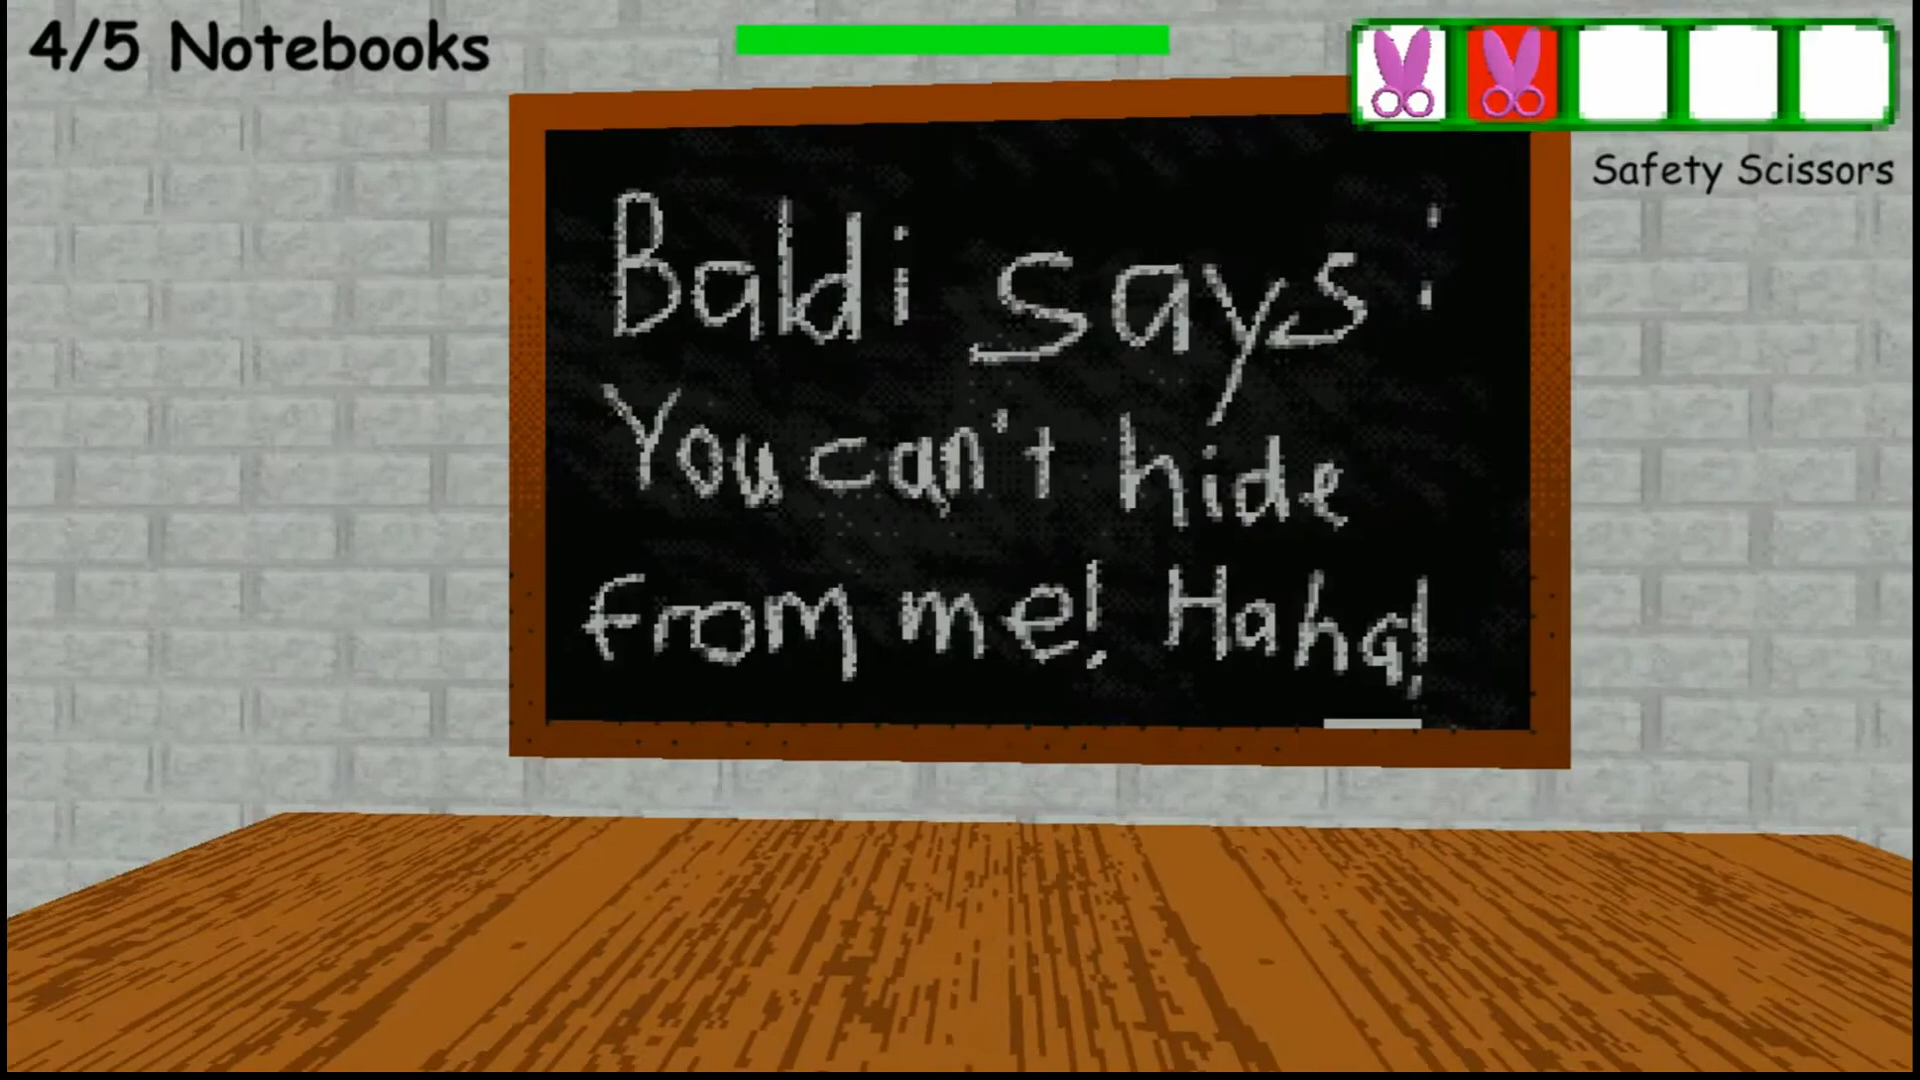 4/5 Notebooks
Safety Scissors
Baldi says:
You can't hide
from me! Haha!